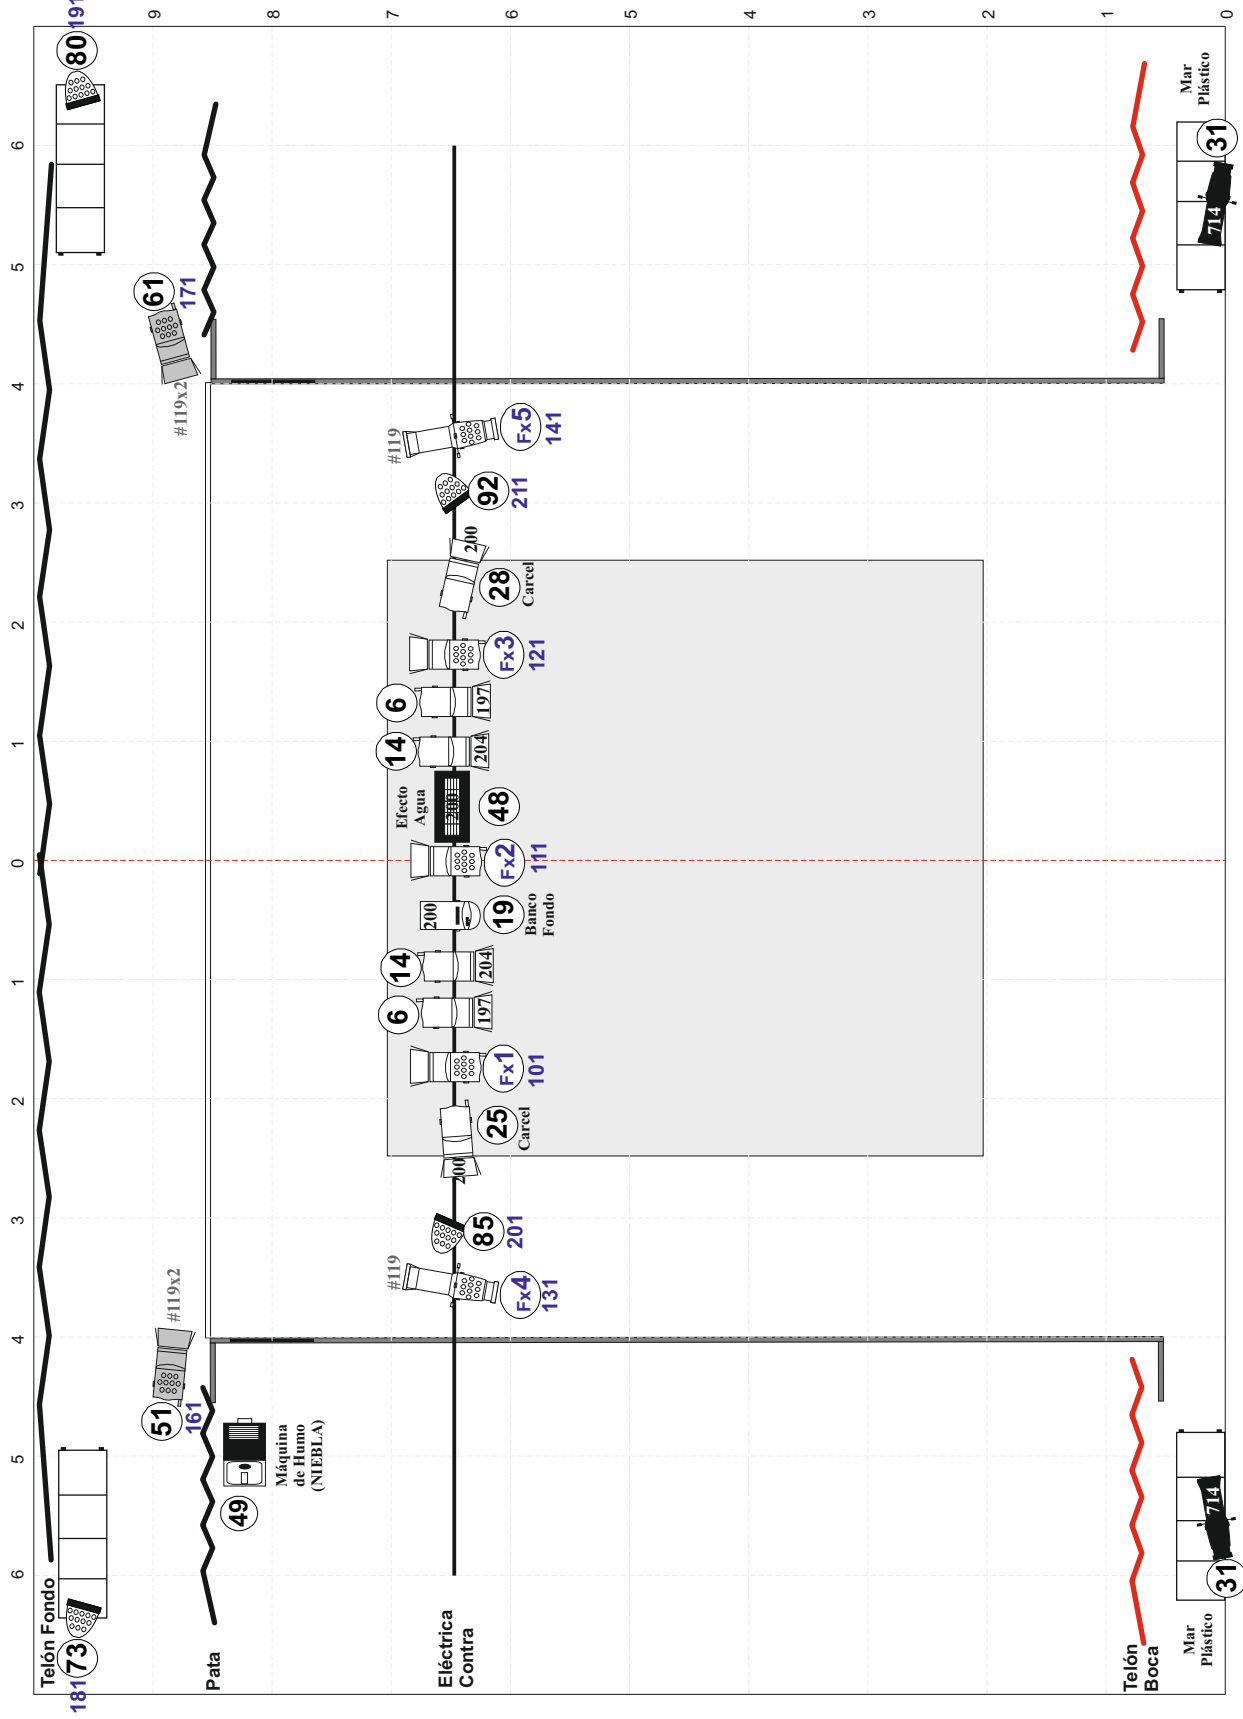 6 5 4 3 2 1 0 1 2 3 4 5 6
Telón Fondo
181
73
80
191
9
51
161
#119x2
61
171
#119x2
Pata
8
49
Máquina
de Humo
(NIEBLA)
7
#119
6
14
14
6
#119
Efecto
Agua
Eléctrica
Contra
200
200
200
200
Fx4
131
85
201
25
Carcel
Fx1
101
197
204
19
Banco
Fondo
Fx2
111
48
204
197
Fx3
121
28
Carcel
92
211
Fx5
141
6
5
4
3
2
1
Telón
Boca
Mar
Plástico
714
31
Mar
Plástico
714
31
0